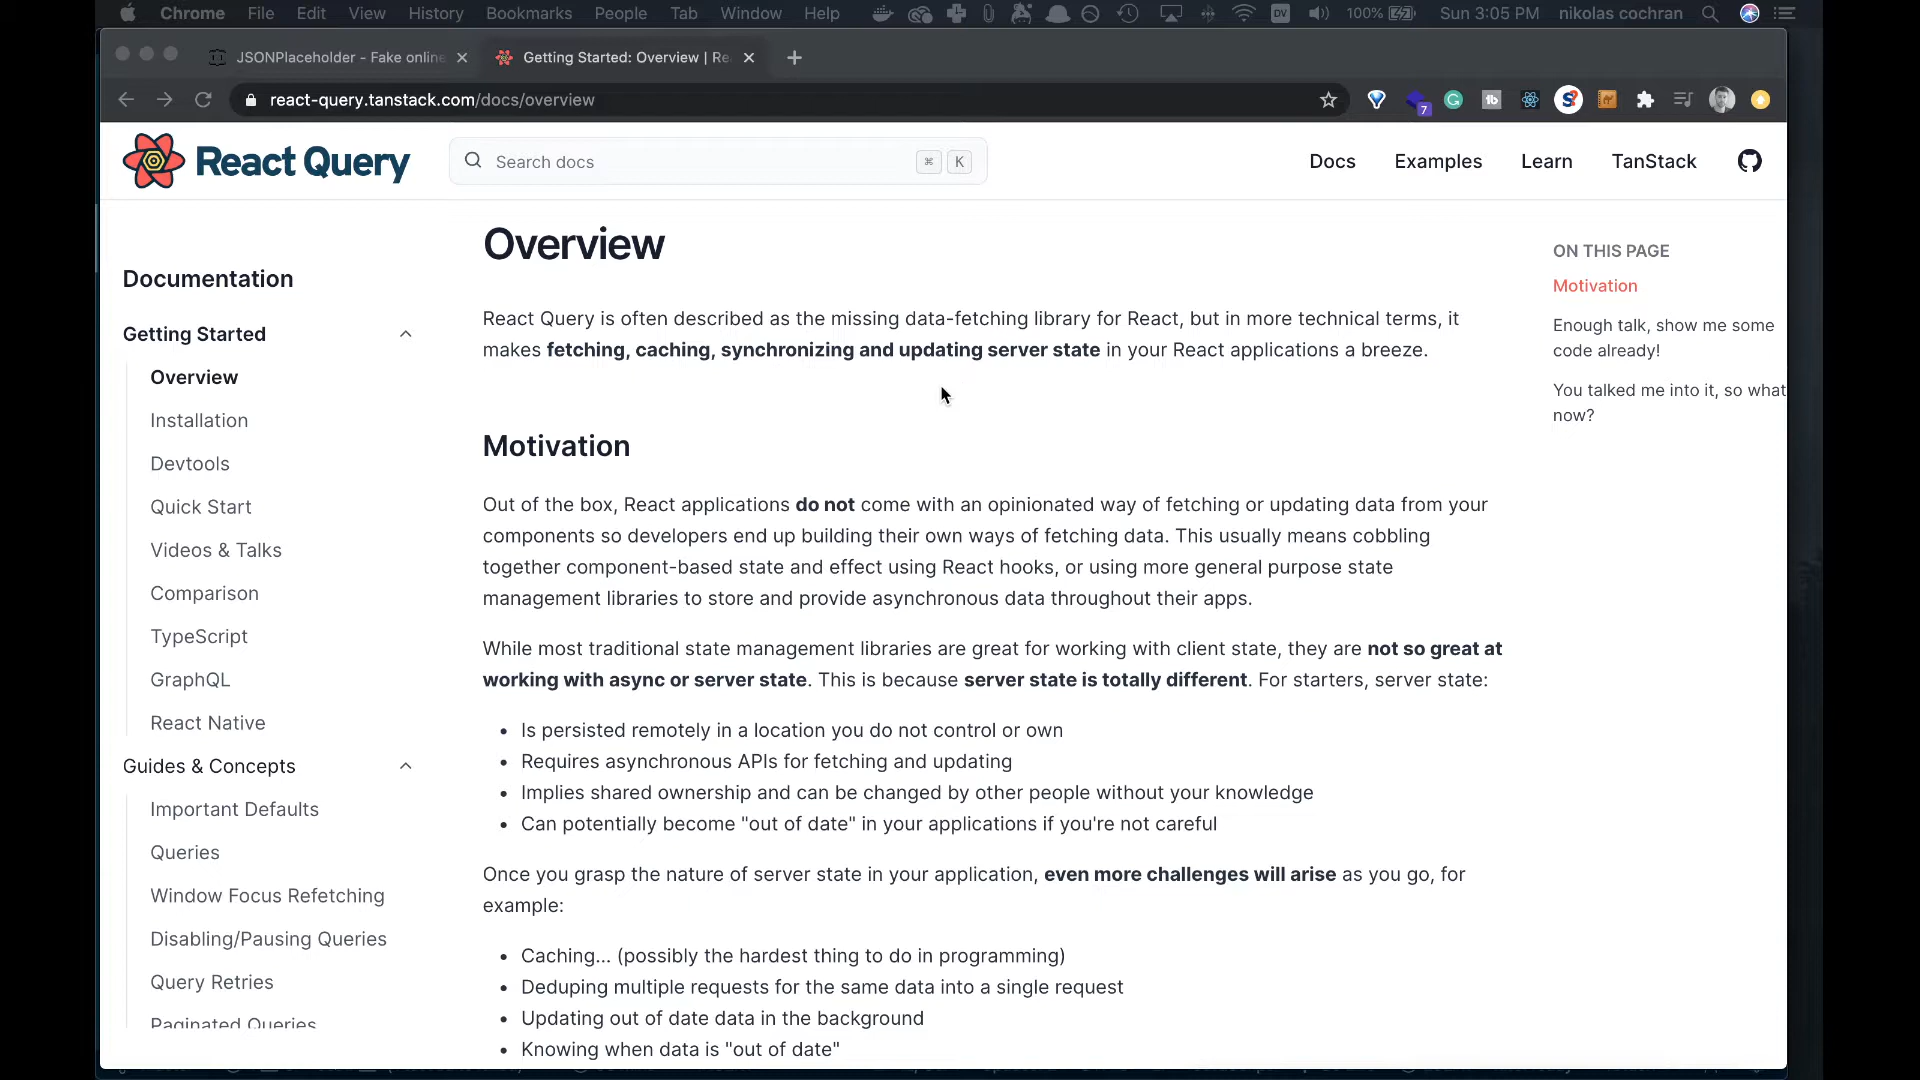 Chrome File Edit View History Bookmarks People Tab Window Help DV 100% Sun 3:05 PM nikolas cochran
JSONPlaceholder - Fake online
Getting Started: Overview | Re
react-query.tanstack.com/docs/overview
7
tb
React Query
Search docs
⌘ K
Docs Examples Learn TanStack
Documentation
Getting Started
Overview
Installation
Devtools
Quick Start
Videos & Talks
Comparison
TypeScript
GraphQL
React Native
Guides & Concepts
Important Defaults
Queries
Window Focus Refetching
Disabling/Pausing Queries
Query Retries
Paginated Queries
Overview
React Query is often described as the missing data-fetching library for React, but in more technical terms, it
makes fetching, caching, synchronizing and updating server state in your React applications a breeze.
Motivation
Out of the box, React applications do not come with an opinionated way of fetching or updating data from your
components so developers end up building their own ways of fetching data. This usually means cobbling
together component-based state and effect using React hooks, or using more general purpose state
management libraries to store and provide asynchronous data throughout their apps.
While most traditional state management libraries are great for working with client state, they are not so great at
working with async or server state. This is because server state is totally different. For starters, server state:
• Is persisted remotely in a location you do not control or own
• Requires asynchronous APIs for fetching and updating
• Implies shared ownership and can be changed by other people without your knowledge
• Can potentially become "out of date" in your applications if you're not careful
Once you grasp the nature of server state in your application, even more challenges will arise as you go, for
example:
• Caching... (possibly the hardest thing to do in programming)
• Deduping multiple requests for the same data into a single request
• Updating out of date data in the background
• Knowing when data is "out of date"
ON THIS PAGE
Motivation
Enough talk, show me some
code already!
You talked me into it, so what
now?